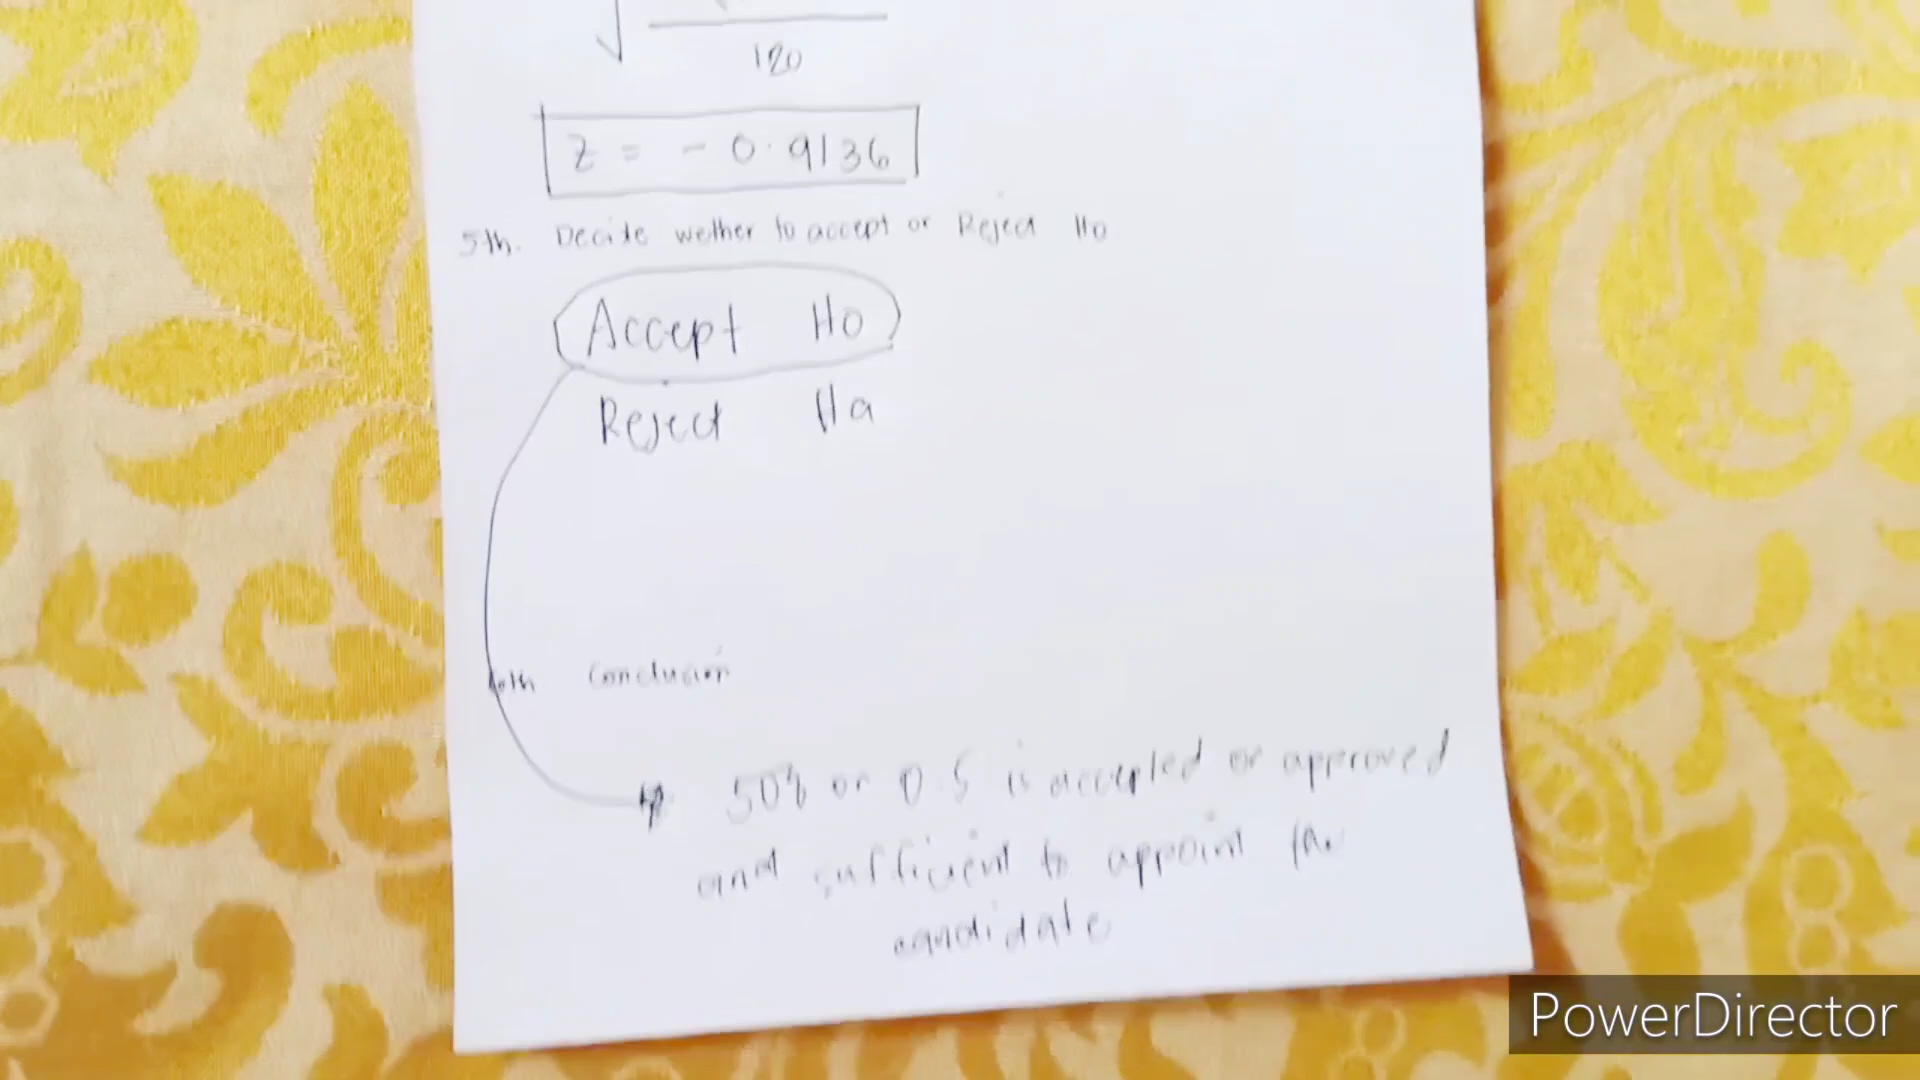 √
120
z = - 0.9136
5th. Decide wether to accept or Reject Ho
Accept Ho
Reject Ha
6th Conclusion
50% or 0.5 is accepted or approved
and sufficient to appoint the
candidate
PowerDirector